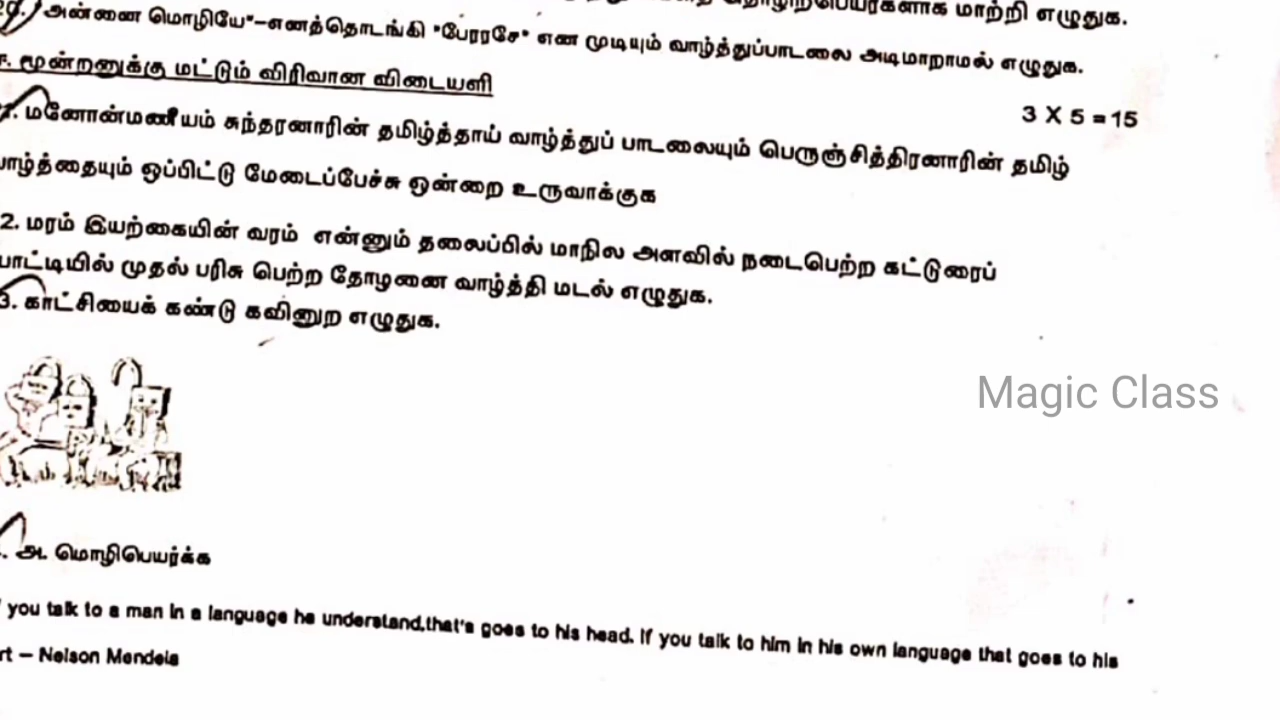 மாற்றி எழுதுக.
அன்னை மொழியே"-எனத்தொடங்கி "பேரரசே" என முடியும் வாழ்த்துப்பாடலை அடிமாறாமல் எழுதுக.
மூன்றனுக்கு மட்டும் விரிவான விடையளி
3 X 5 = 15
மனோன்மணீயம் சுந்தரனாரின் தமிழ்த்தாய் வாழ்த்துப் பாடலையும் பெருஞ்சித்திரனாரின் தமிழ்
வாழ்த்தையும் ஒப்பிட்டு மேடைப்பேச்சு ஒன்றை உருவாக்குக
2. மரம் இயற்கையின் வரம் என்னும் தலைப்பில் மாநில அளவில் நடைபெற்ற கட்டுரைப்
பாட்டியில் முதல் பரிசு பெற்ற தோழனை வாழ்த்தி மடல் எழுதுக.
3. காட்சியைக் கண்டு கவினுற எழுதுக.
Magic Class
. அ. மொழிபெயர்க்க
you talk to a man in a language he understand,that's goes to his head. If you talk to him in his own language that goes to his
rt – Nelson Mendela